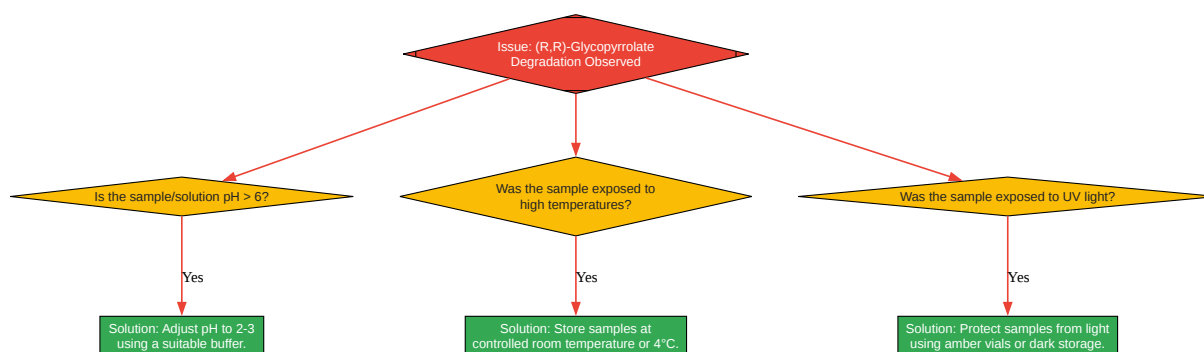 Issue: (R,R)-Glycopyrrolate
Degradation Observed
Is the sample/solution pH > 6?
Was the sample exposed to
high temperatures?
Was the sample exposed to UV light?
Yes
Yes
Yes
Solution: Adjust pH to 2-3
using a suitable buffer.
Solution: Store samples at
controlled room temperature or 4°C.
Solution: Protect samples from light
using amber vials or dark storage.